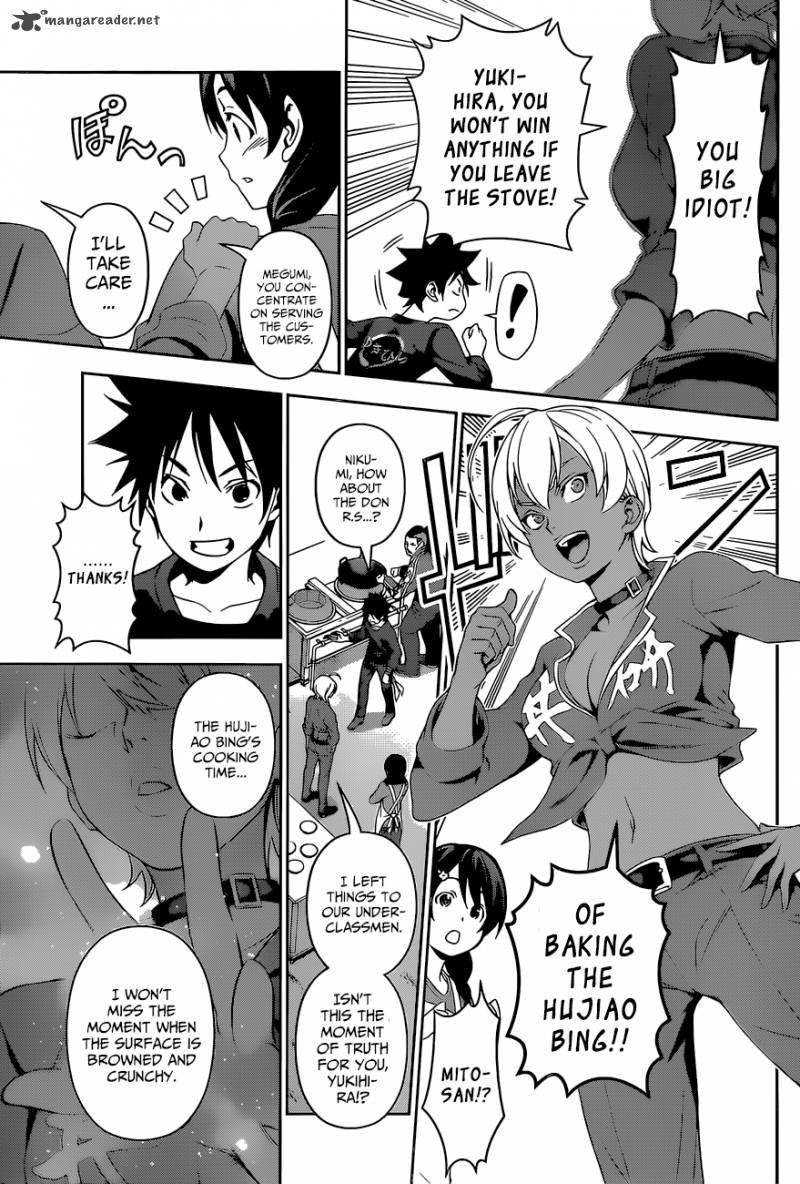 mangareader.net
YOU
BIG
IDIOT!
YUKI-
HIRA, YOU
WON'T WIN
ANYTHING IF
YOU LEAVE
THE STOVE!
ぽんっ
MEGUMI,
YOU CON-
CENTRATE
ON SERVING
THE CUS-
TOMERS.
I'LL
TAKE
CARE
...
!
OF
BAKING
THE
HUJIAO
BING!!
MITO-
SAN!?
NIKU-
MI, HOW
ABOUT
THE DON
R.S...?
I LEFT
THINGS TO
OUR UNDER-
CLASSMEN.
ISN'T
THIS THE
MOMENT
OF TRUTH
FOR YOU,
YUKIHI-
RA!?
......
THANKS!
THE HUJI-
AO BING'S
COOKING
TIME...
I WON'T
MISS THE
MOMENT WHEN
THE SURFACE IS
BROWNED AND
CRUNCHY.